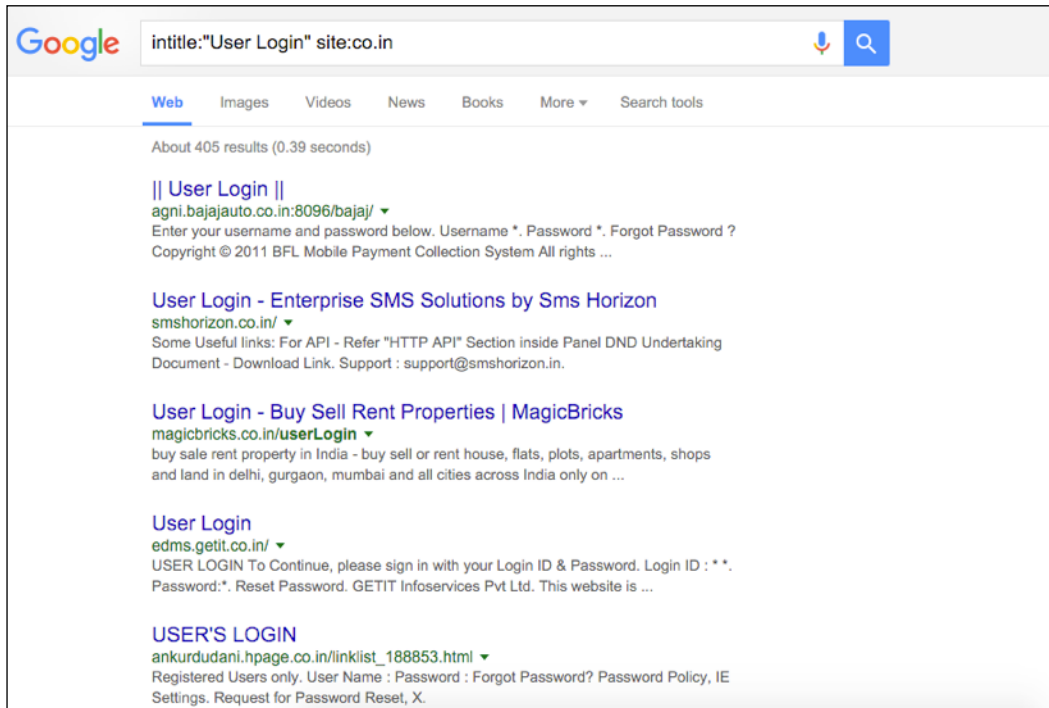 Google
intitle:"User Login" site:co.in
Web Images Videos News Books More ▾ Search tools
About 405 results (0.39 seconds)
|| User Login ||
agni.bajajauto.co.in:8096/bajaj/ ▾
Enter your username and password below. Username *. Password *. Forgot Password ?
Copyright © 2011 BFL Mobile Payment Collection System All rights ...
User Login - Enterprise SMS Solutions by Sms Horizon
smshorizon.co.in/ ▾
Some Useful links: For API - Refer "HTTP API" Section inside Panel DND Undertaking
Document - Download Link. Support : support@smshorizon.in.
User Login - Buy Sell Rent Properties | MagicBricks
magicbricks.co.in/userLogin ▾
buy sale rent property in India - buy sell or rent house, flats, plots, apartments, shops
and land in delhi, gurgaon, mumbai and all cities across India only on ...
User Login
edms.getit.co.in/ ▾
USER LOGIN To Continue, please sign in with your Login ID & Password. Login ID : * *.
Password:*. Reset Password. GETIT Infoservices Pvt Ltd. This website is ...
USER'S LOGIN
ankurdudani.hpage.co.in/linklist_188853.html ▾
Registered Users only. User Name : Password : Forgot Password? Password Policy, IE
Settings. Request for Password Reset, X.